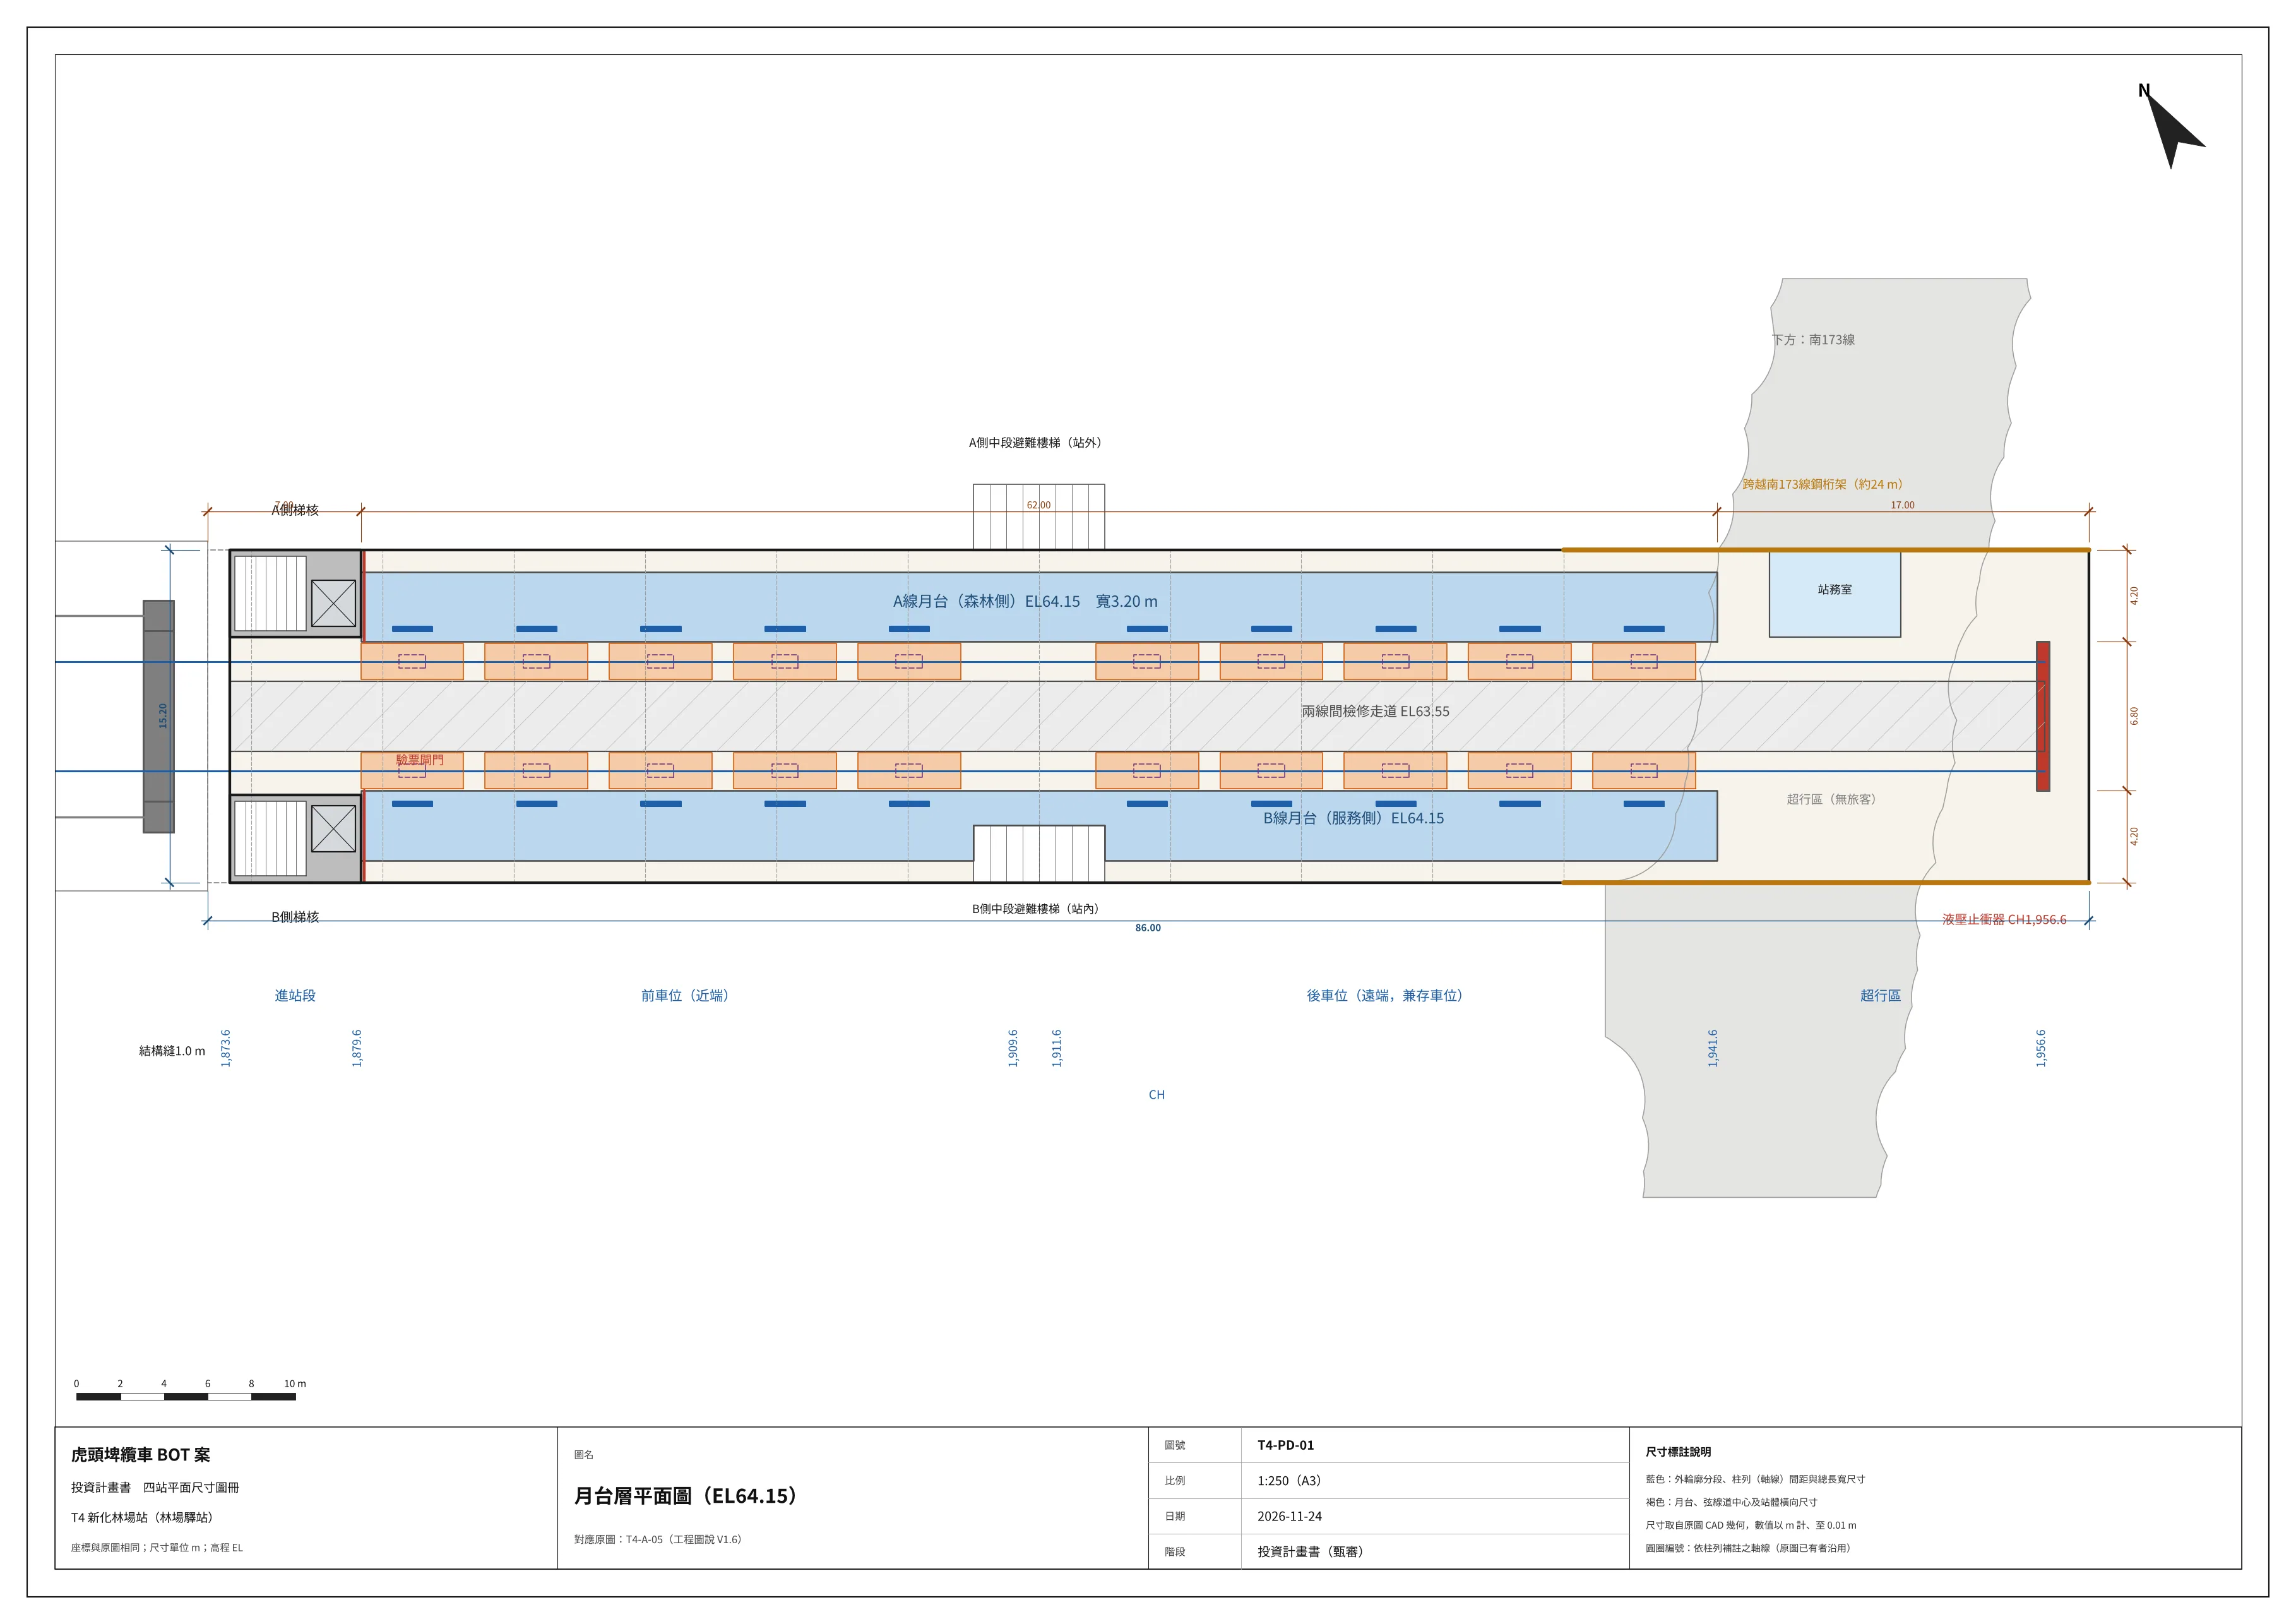 N
下方：南173線
A側中段避難樓梯（站外）
跨越南173線鋼桁架（約24 m）
7.00
A側梯核
62.00
17.00
站務室
4.20
A線月台（森林側）EL64.15　寬3.20 m
15.20
兩線間檢修走道 EL63.55
6.80
驗票閘門
超行區（無旅客）
B線月台（服務側）EL64.15
4.20
B側梯核
B側中段避難樓梯（站內）
86.00
液壓止衝器 CH1,956.6
進站段
前車位（近端）
後車位（遠端，兼存車位）
超行區
結構縫1.0 m
1,873.6
1,879.6
1,909.6
1,911.6
1,941.6
1,956.6
CH
0 2 4 6 8 10 m
虎頭埤纜車 BOT 案
投資計畫書　四站平面尺寸圖冊
T4 新化林場站（林場驛站）
座標與原圖相同；尺寸單位 m；高程 EL
圖名
月台層平面圖（EL64.15）
對應原圖：T4-A-05（工程圖說 V1.6）
圖號 T4-PD-01
比例 1:250（A3）
日期 2026-11-24
階段 投資計畫書（甄審）
尺寸標註說明
藍色：外輪廓分段、柱列（軸線）間距與總長寬尺寸
褐色：月台、弦線道中心及站體橫向尺寸
尺寸取自原圖 CAD 幾何，數值以 m 計、至 0.01 m
圓圈編號：依柱列補註之軸線（原圖已有者沿用）